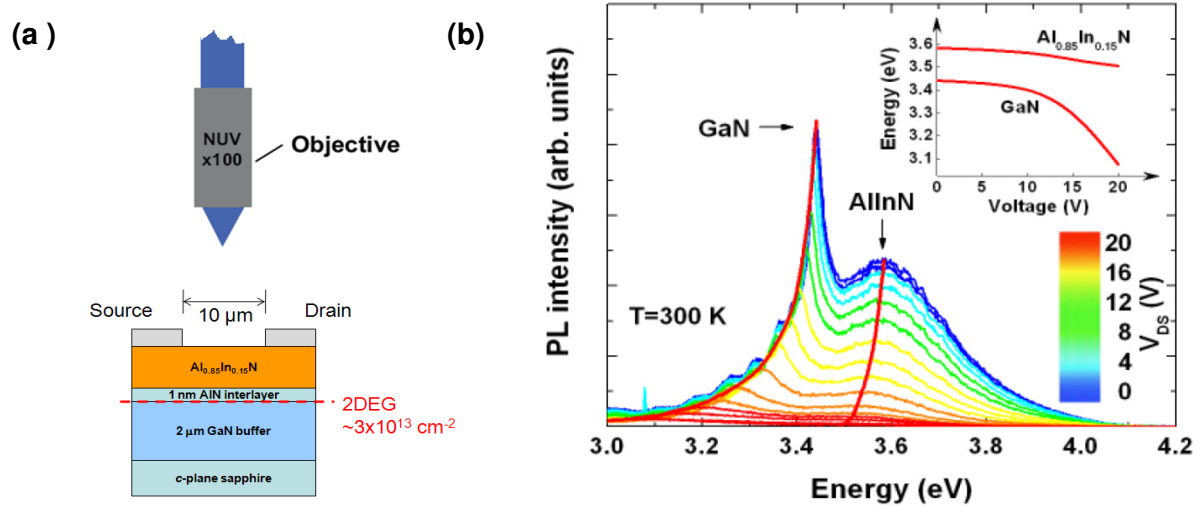 (a )
NUV
x100
Objective
Source
Drain
10 μm
Al0.85In0.15N
1 nm AlN interlayer
2DEG
~3x10¹³ cm⁻²
2 μm GaN buffer
c-plane sapphire
(b)
PL intensity (arb. units)
GaN
AlInN
T=300 K
3.0
3.2
3.4
3.6
3.8
4.0
4.2
Energy (eV)
Al0.85In0.15N
GaN
Energy (eV)
3.6
3.5
3.4
3.3
3.2
3.1
0
5
10
15
20
Voltage (V)
20
16
12
8
4
0
VDS (V)